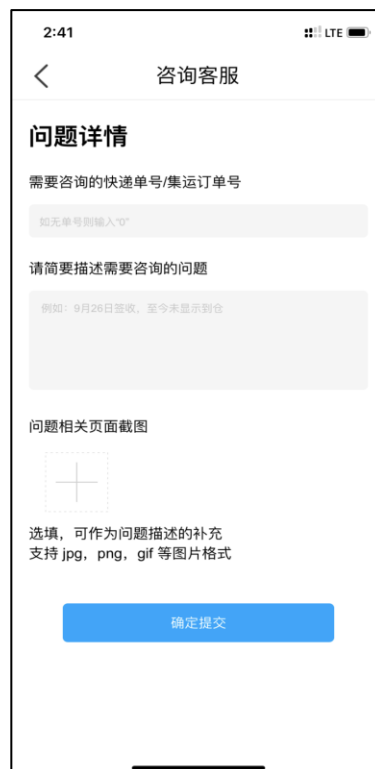 2:41
LTE
咨询客服
问题详情
需要咨询的快递单号/集运订单号
如无单号则输入“0”
请简要描述需要咨询的问题
例如：9月26日签收，至今未显示到仓
问题相关页面截图
选填，可作为问题描述的补充
支持 jpg，png，gif 等图片格式
确定提交